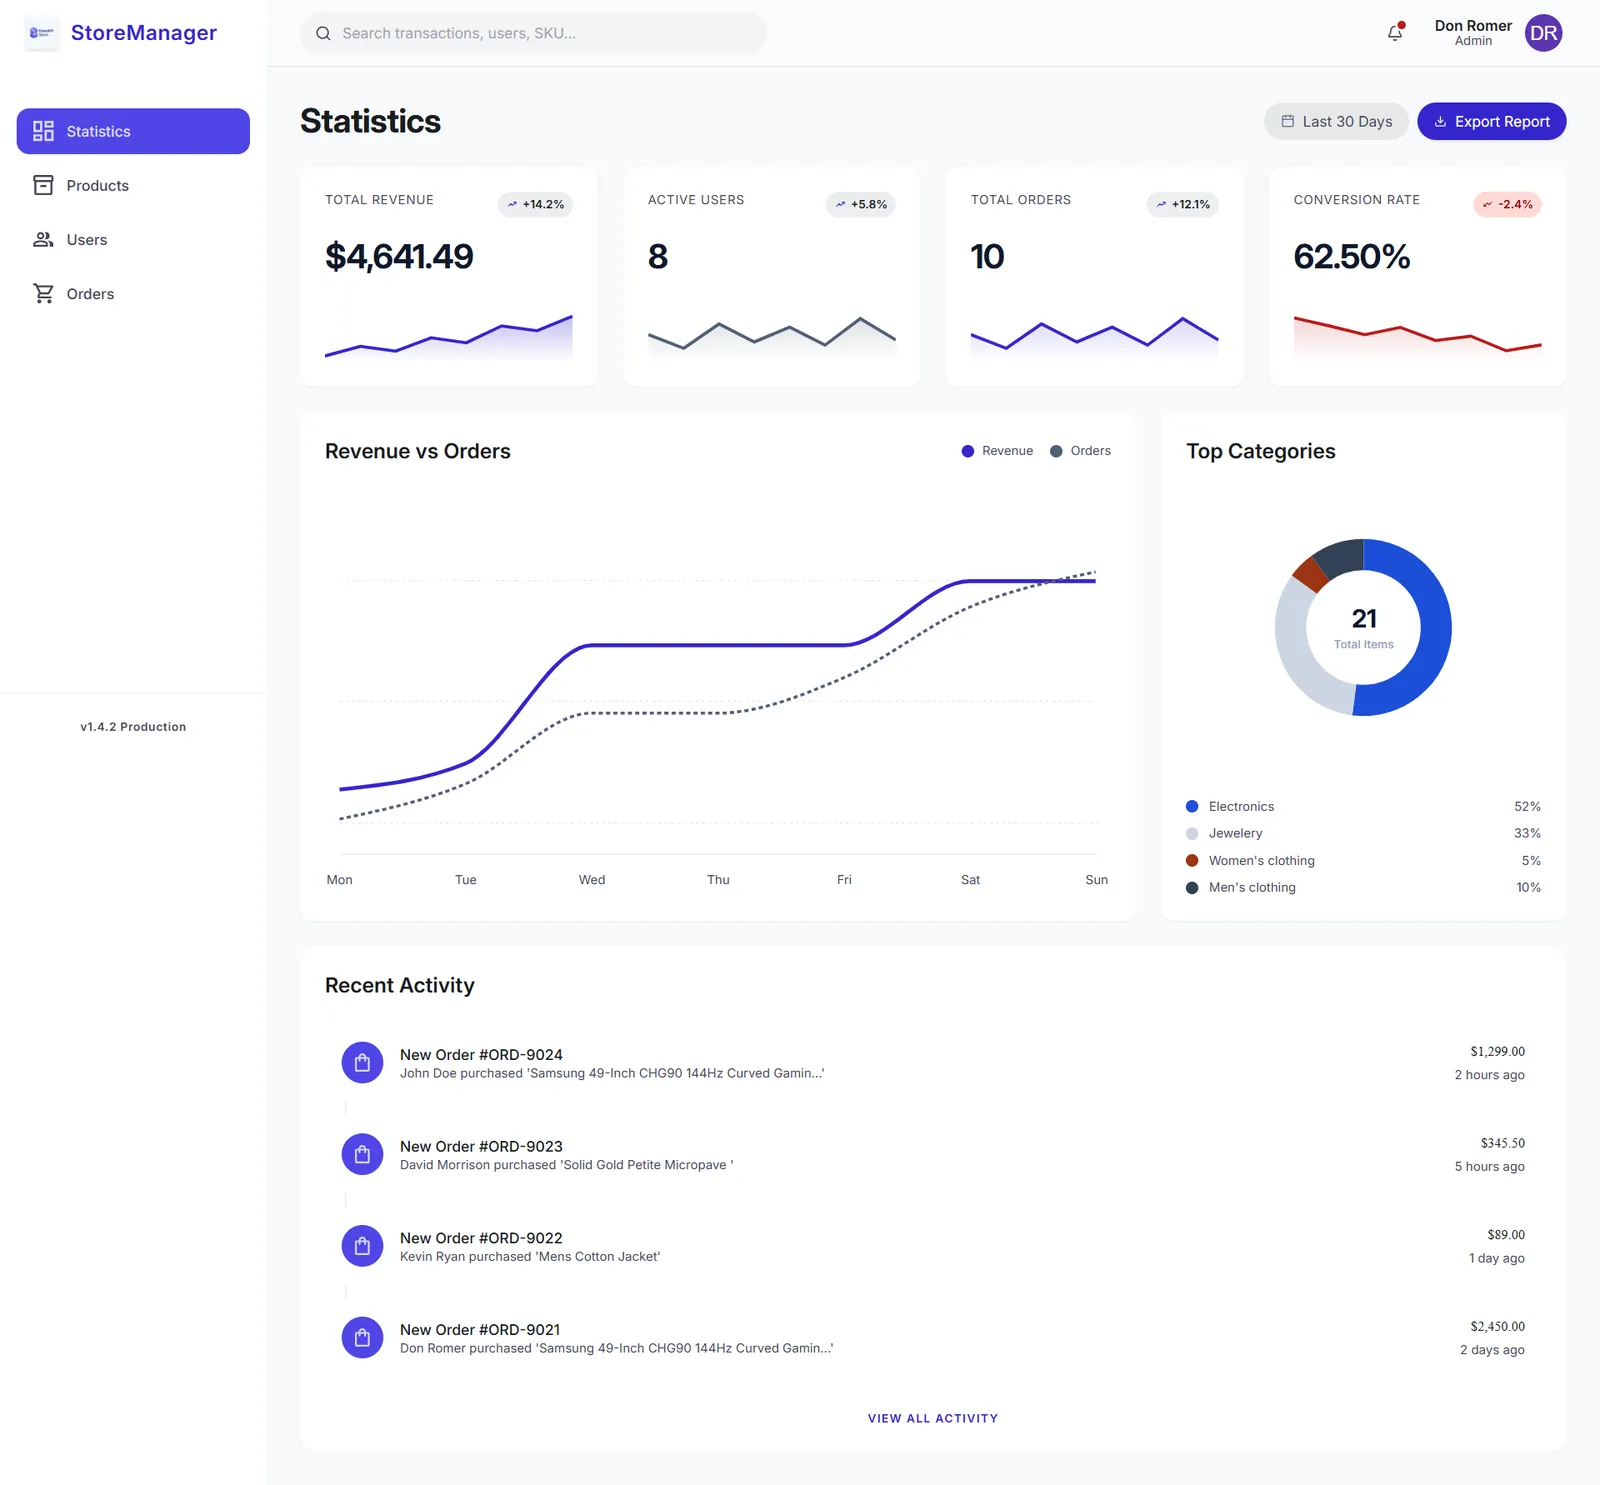 StoreManager
Search transactions, users, SKU...
Don Romer
Admin
DR
Statistics
Products
Users
Orders
v1.4.2 Production
Statistics
Last 30 Days
Export Report
TOTAL REVENUE
+14.2%
$4,641.49
ACTIVE USERS
+5.8%
8
TOTAL ORDERS
+12.1%
10
CONVERSION RATE
-2.4%
62.50%
Revenue vs Orders
Revenue
Orders
Mon
Tue
Wed
Thu
Fri
Sat
Sun
Top Categories
21
Total Items
Electronics 52%
Jewelery 33%
Women's clothing 5%
Men's clothing 10%
Recent Activity
New Order #ORD-9024
John Doe purchased 'Samsung 49-Inch CHG90 144Hz Curved Gamin...'
$1,299.00
2 hours ago
New Order #ORD-9023
David Morrison purchased 'Solid Gold Petite Micropave '
$345.50
5 hours ago
New Order #ORD-9022
Kevin Ryan purchased 'Mens Cotton Jacket'
$89.00
1 day ago
New Order #ORD-9021
Don Romer purchased 'Samsung 49-Inch CHG90 144Hz Curved Gamin...'
$2,450.00
2 days ago
VIEW ALL ACTIVITY